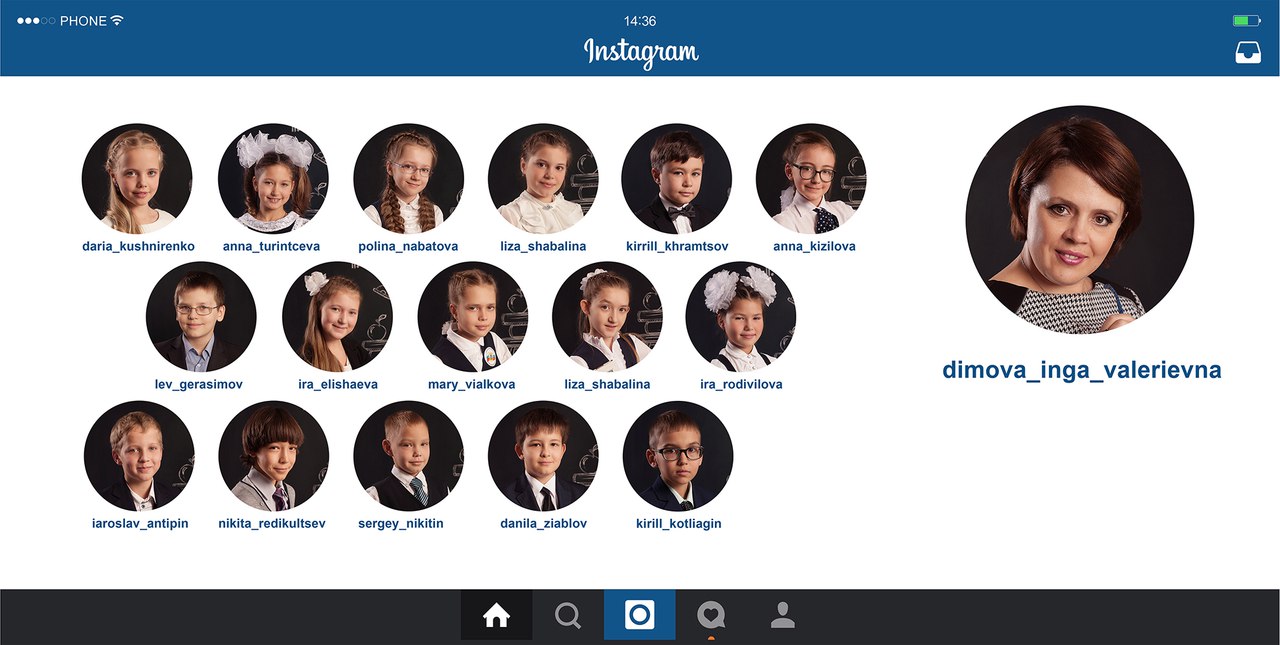 PHONE
14:36
Instagram
daria_kushnirenko anna_turintceva polina_nabatova liza_shabalina kirrill_khramtsov anna_kizilova
lev_gerasimov ira_elishaeva mary_vialkova liza_shabalina ira_rodivilova
dimova_inga_valerievna
iaroslav_antipin nikita_redikultsev sergey_nikitin danila_ziablov kirill_kotliagin